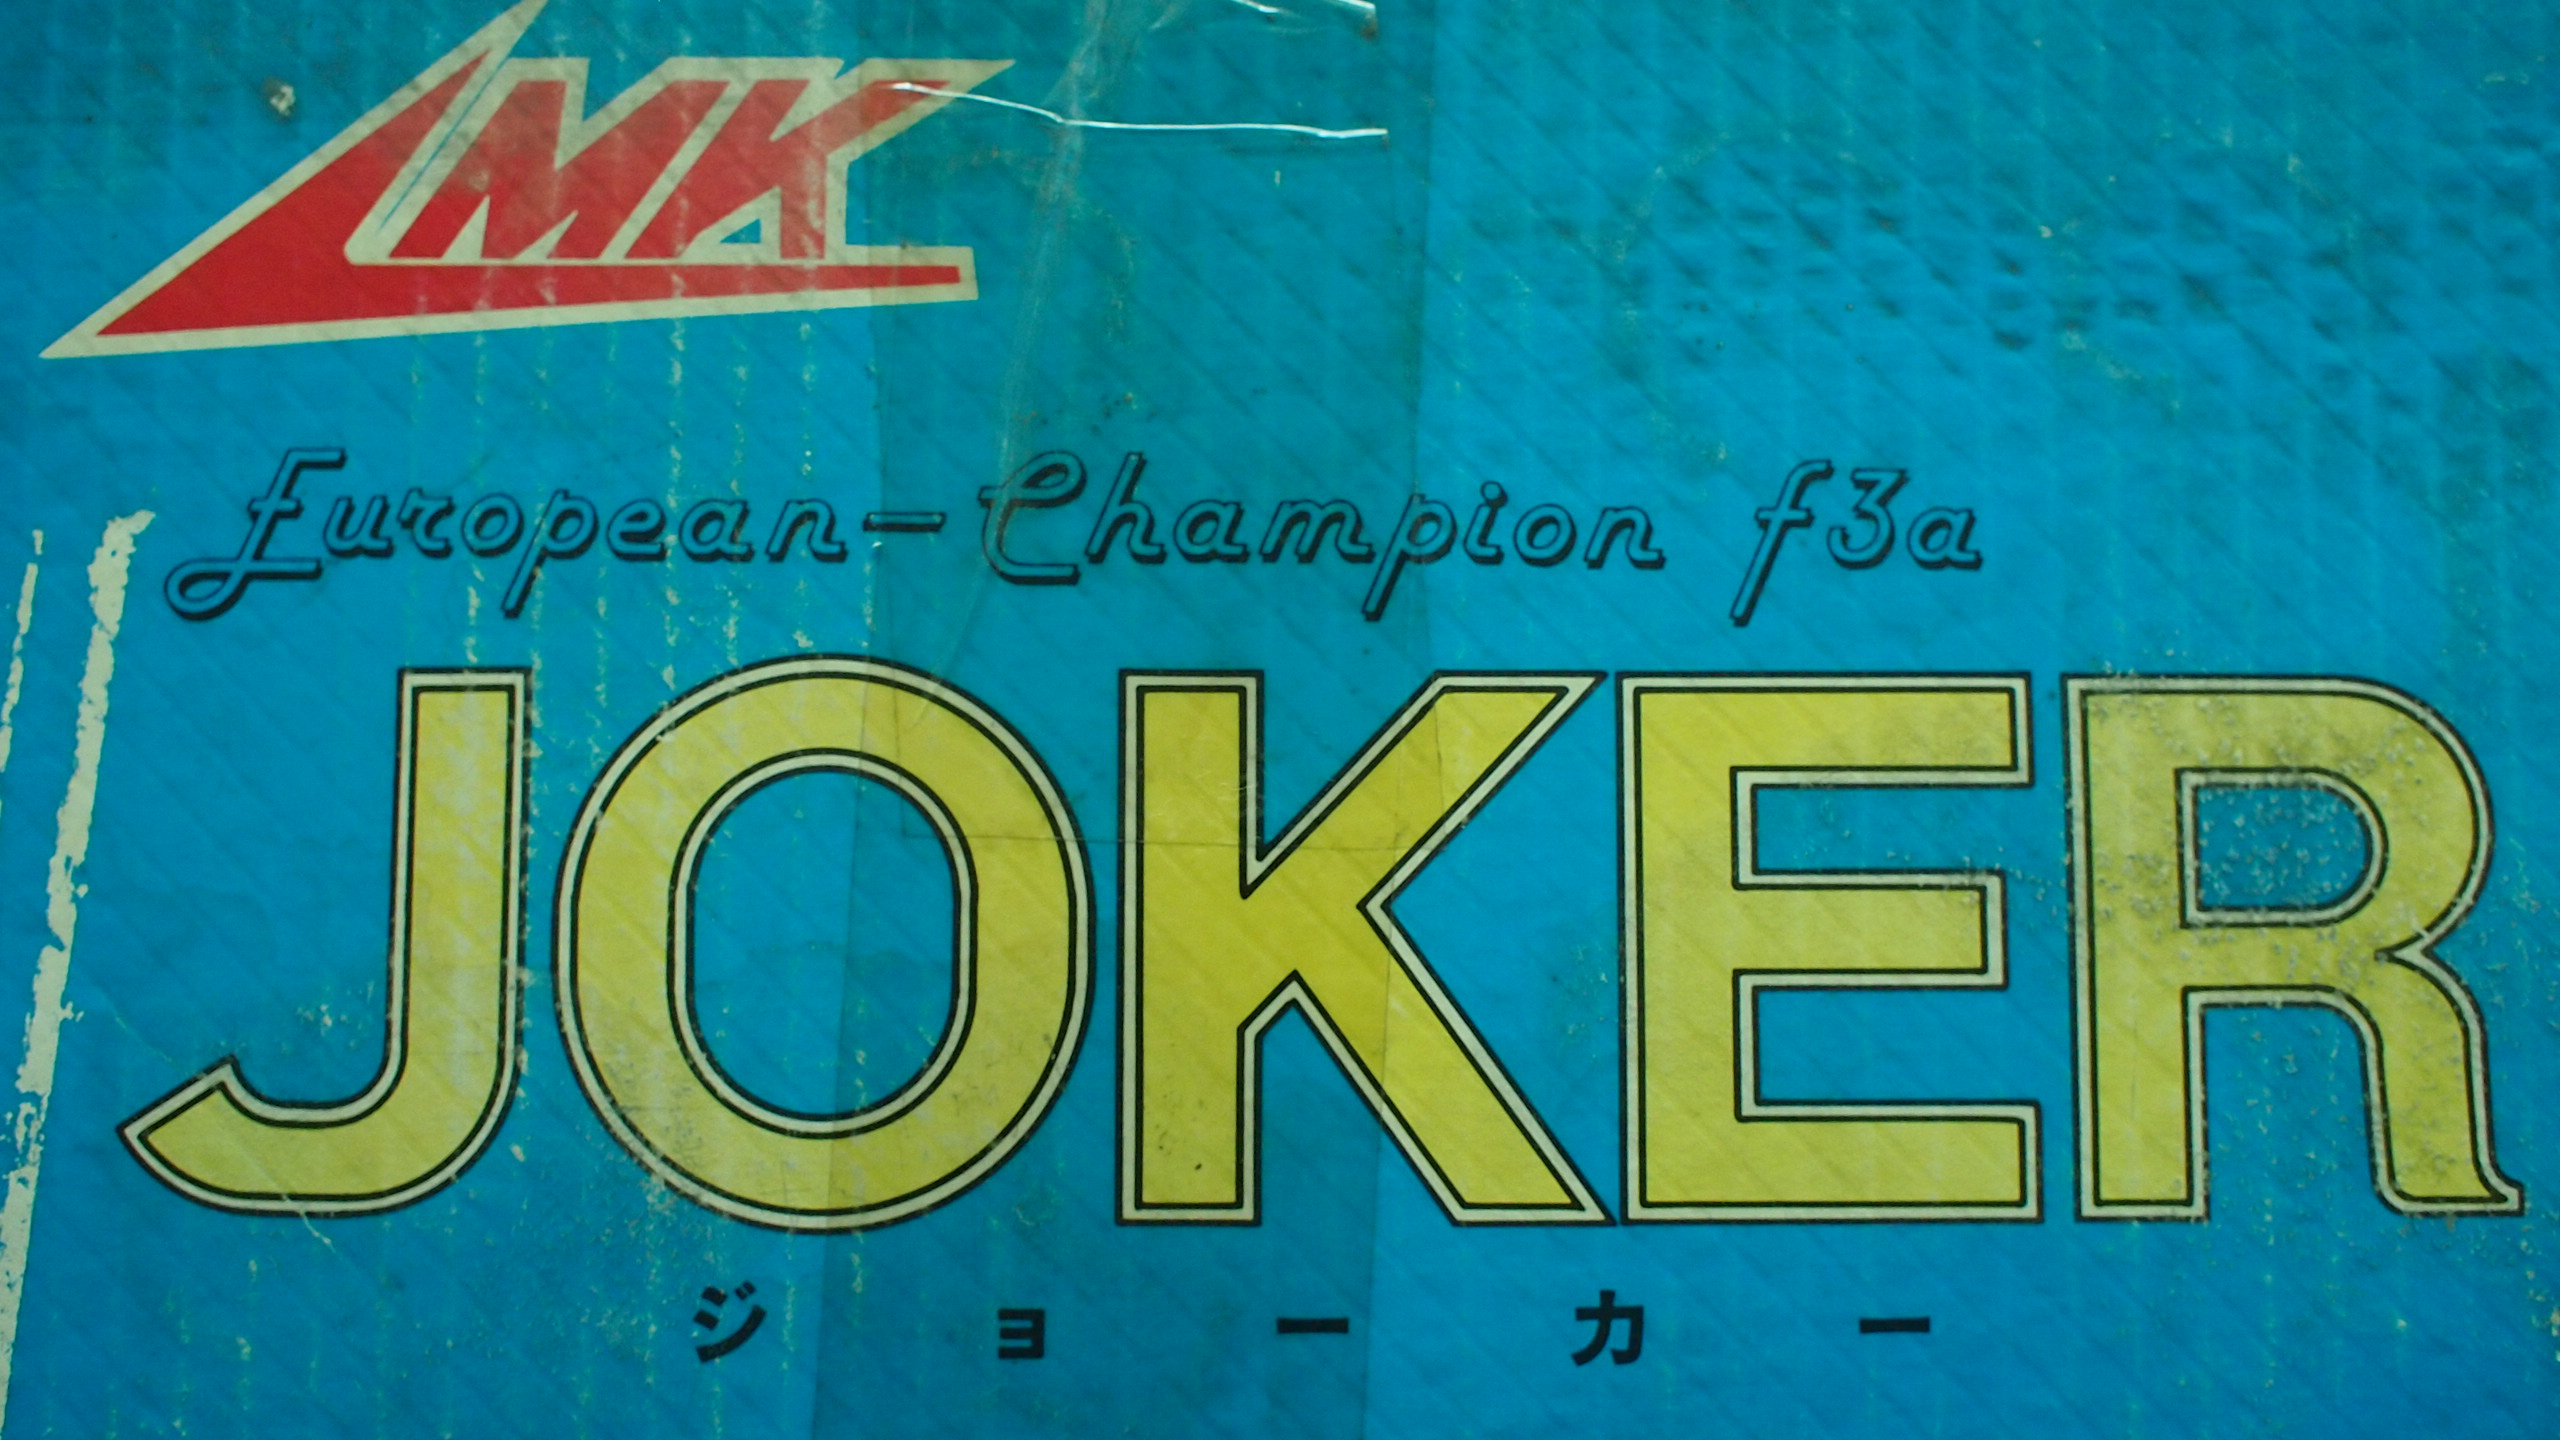 MK
European-Champion f3a
JOKER
ジョーカー